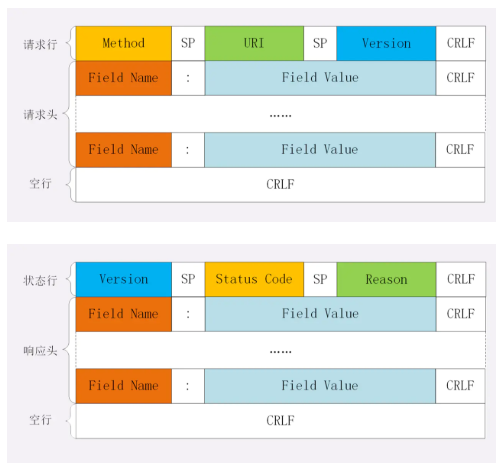 请求行 Method SP URI SP Version CRLF
Field Name : Field Value CRLF
请求头 ……
Field Name : Field Value CRLF
空行 CRLF
状态行 Version SP Status Code SP Reason CRLF
Field Name : Field Value CRLF
响应头 ……
Field Name : Field Value CRLF
空行 CRLF